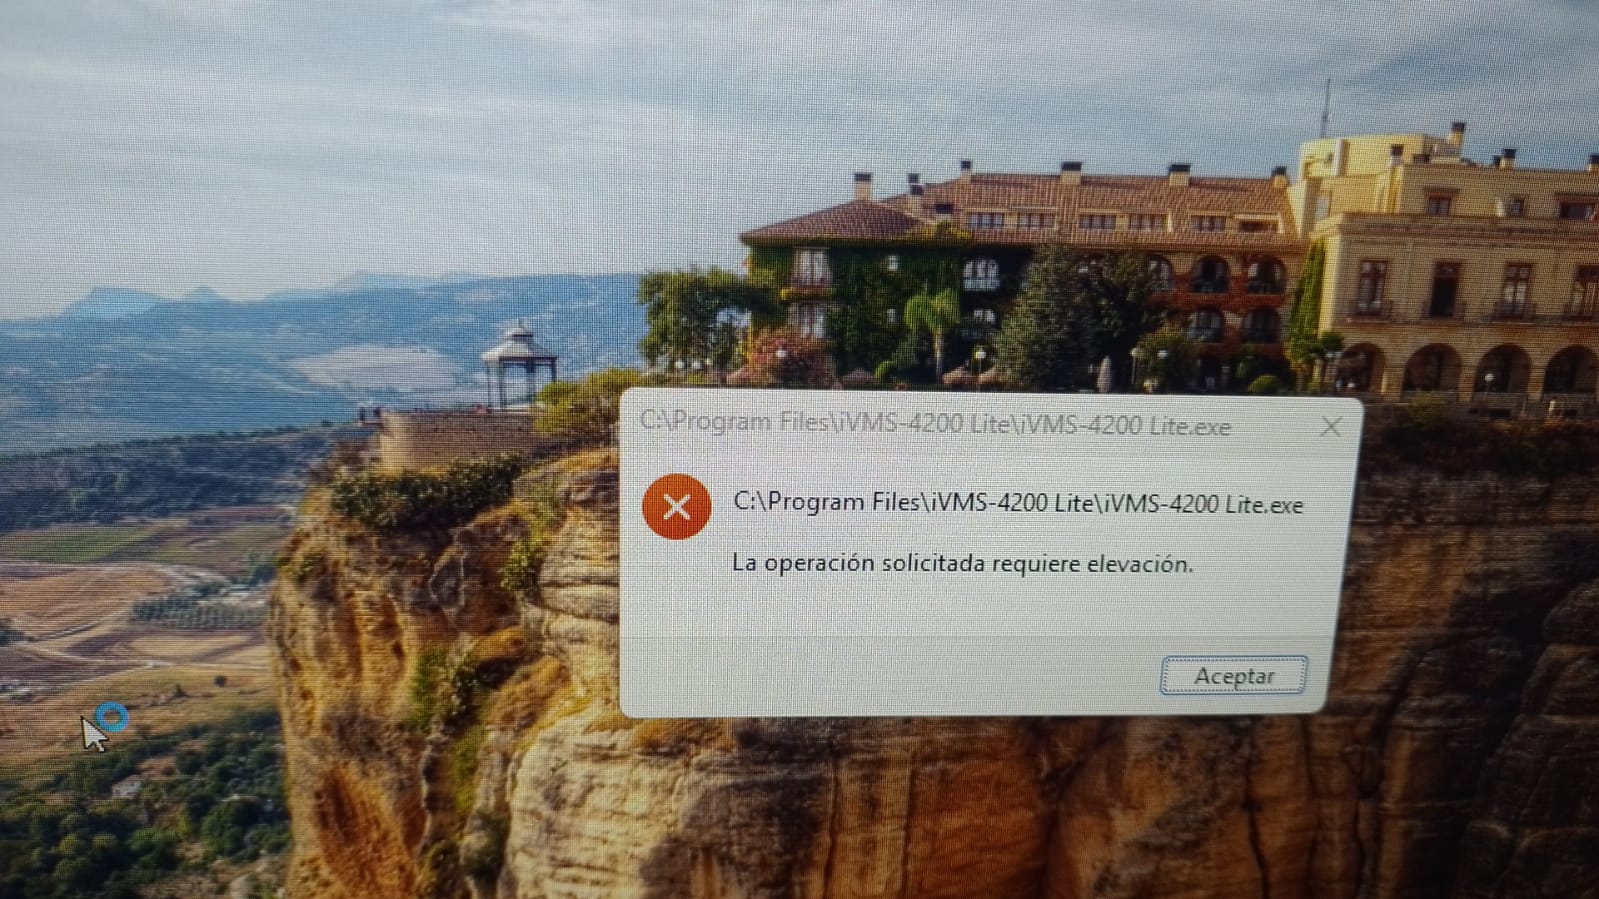 C:\Program Files\iVMS-4200 Lite\iVMS-4200 Lite.exe
C:\Program Files\iVMS-4200 Lite\iVMS-4200 Lite.exe
La operación solicitada requiere elevación.
Aceptar